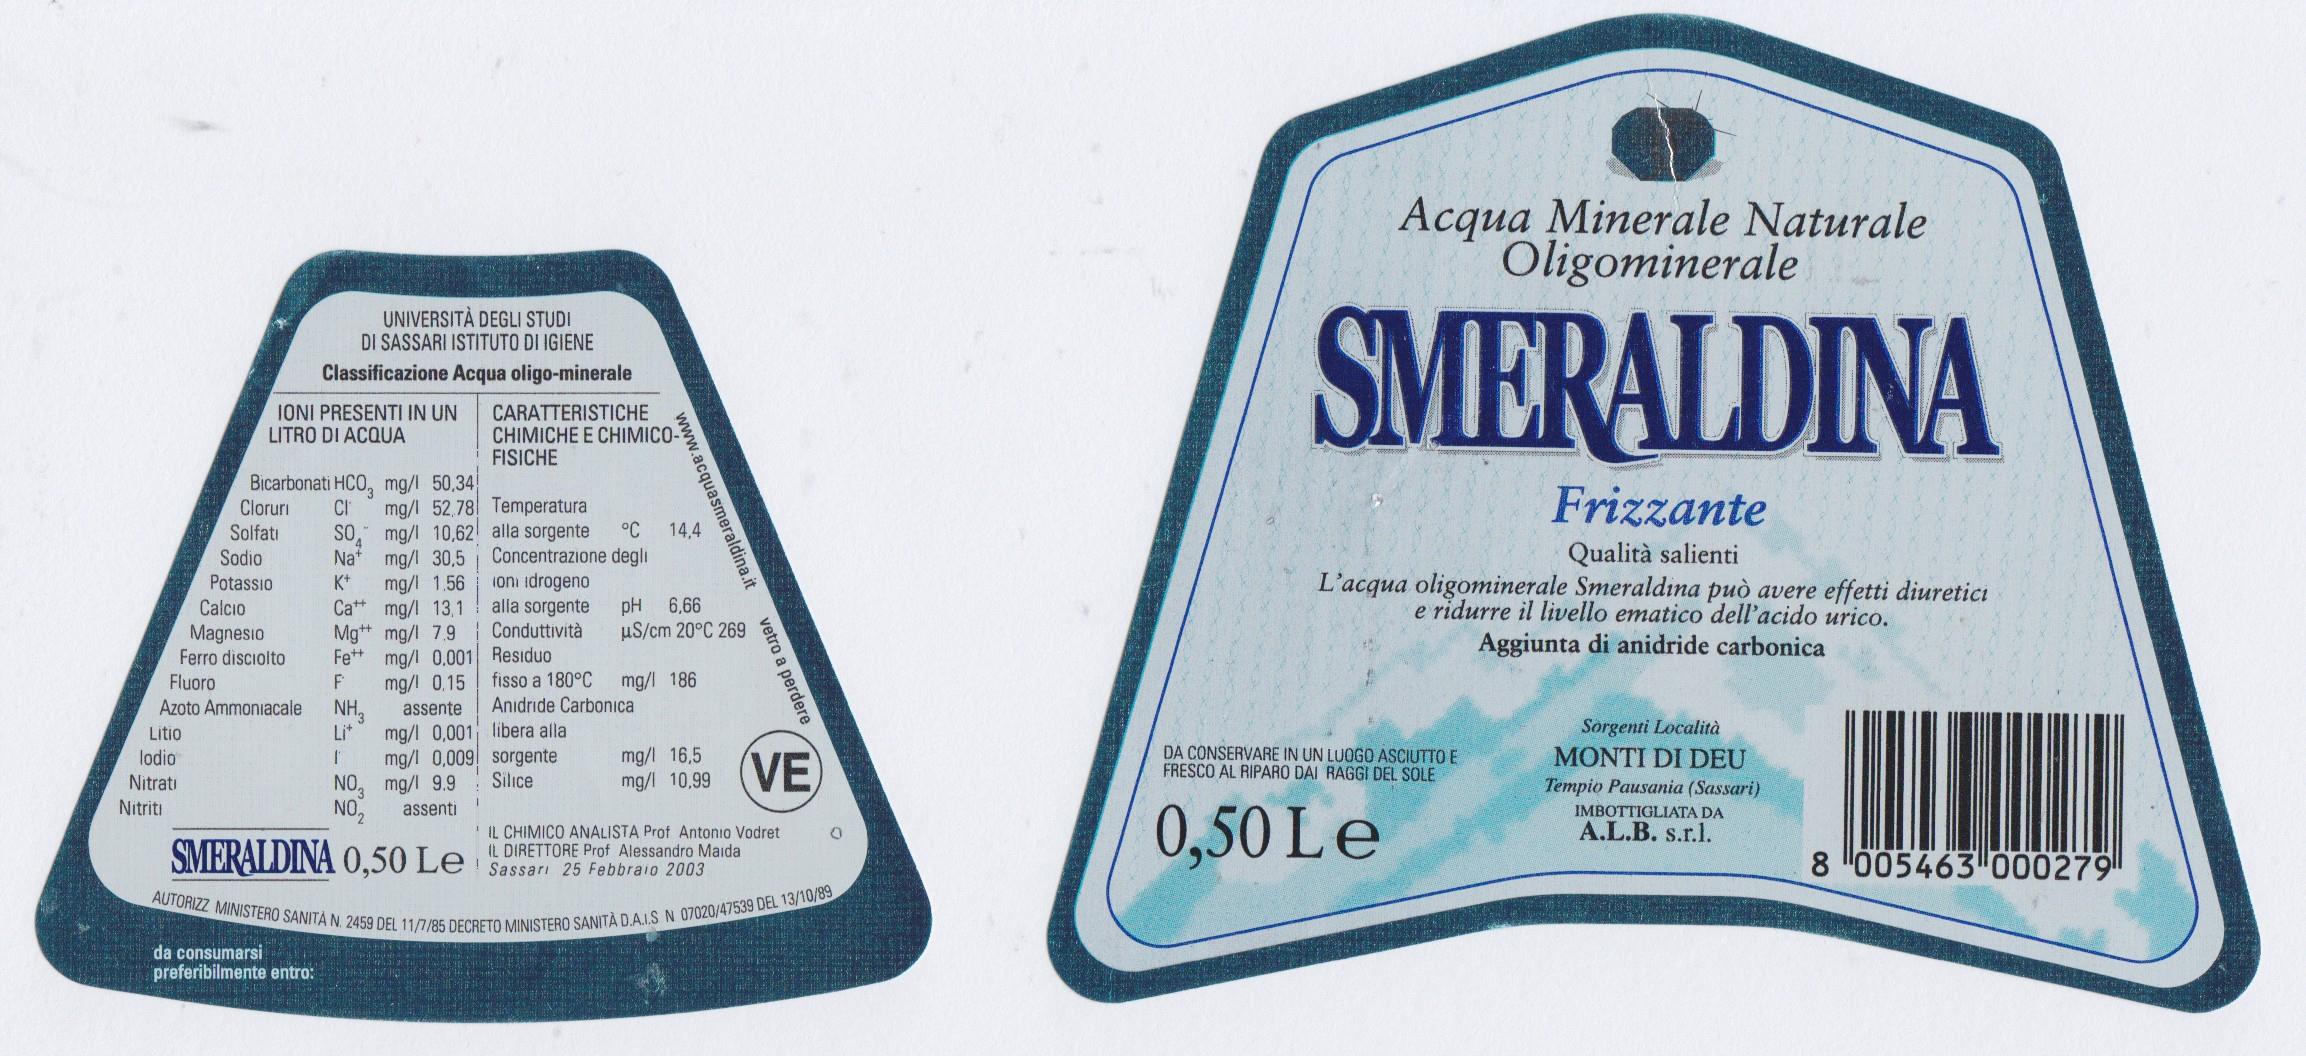 UNIVERSITÀ DEGLI STUDI
DI SASSARI ISTITUTO DI IGIENE
Classificazione Acqua oligo-minerale
IONI PRESENTI IN UN
LITRO DI ACQUA
Bicarbonati HCO3 mg/l 50,34
Cloruri Cl- mg/l 52,78
Solfati SO4-- mg/l 10,62
Sodio Na+ mg/l 30,5
Potassio K+ mg/l 1,56
Calcio Ca++ mg/l 13,1
Magnesio Mg++ mg/l 7,9
Ferro disciolto Fe++ mg/l 0,001
Fluoro F- mg/l 0,15
Azoto Ammoniacale NH3 assente
Litio Li+ mg/l 0,001
Iodio I- mg/l 0,009
Nitrati NO3 mg/l 9.9
Nitriti NO2 assenti
CARATTERISTICHE
CHIMICHE E CHIMICO-
FISICHE
Temperatura
alla sorgente °C 14,4
Concentrazione degli
ioni idrogeno
alla sorgente pH 6,66
Conduttività µS/cm 20°C 269
Residuo
fisso a 180°C mg/l 186
Anidride Carbonica
libera alla
sorgente mg/l 16,5
Silice mg/l 10,99
www.acquasmeraldina.it
vetro a perdere
VE
SMERALDINA 0,50 L e
IL CHIMICO ANALISTA Prof Antonio Vodret
IL DIRETTORE Prof Alessandro Maida
Sassari 25 Febbraio 2003
AUTORIZZ MINISTERO SANITÀ N. 2459 DEL 11/7/85 DECRETO MINISTERO SANITÀ D.A.I.S N 07020/47539 DEL 13/10/89
da consumarsi
preferibilmente entro:
Acqua Minerale Naturale
Oligominerale
SMERALDINA
Frizzante
Qualità salienti
L'acqua oligominerale Smeraldina può avere effetti diuretici
e ridurre il livello ematico dell'acido urico.
Aggiunta di anidride carbonica
DA CONSERVARE IN UN LUOGO ASCIUTTO E
FRESCO AL RIPARO DAI RAGGI DEL SOLE
0,50 L e
Sorgenti Località
MONTI DI DEU
Tempio Pausania (Sassari)
IMBOTTIGLIATA DA
A.L.B. s.r.l.
8 005463 000279